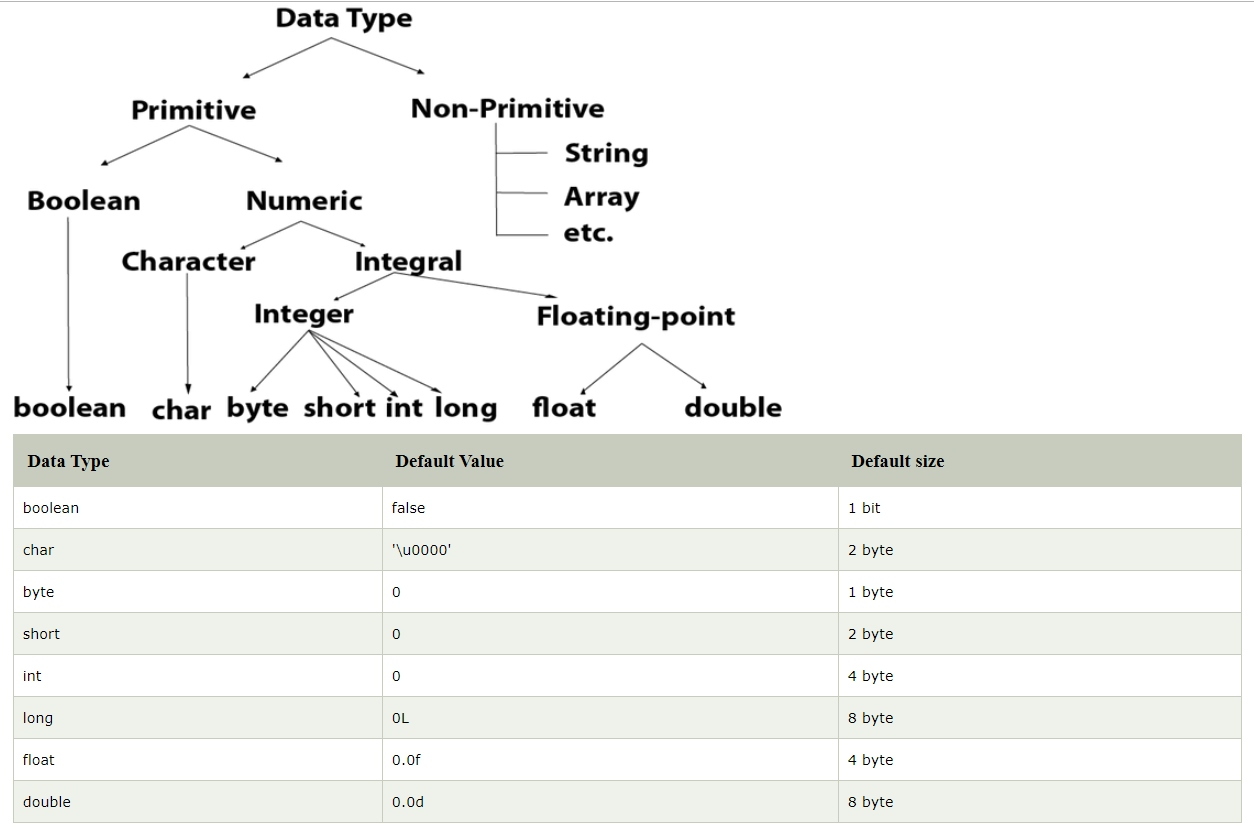 Data Type
Primitive Non-Primitive
String
Boolean Numeric Array
etc.
Character Integral
Integer Floating-point
boolean char byte short int long float double
Data Type Default Value Default size
boolean false 1 bit
char '\u0000' 2 byte
byte 0 1 byte
short 0 2 byte
int 0 4 byte
long 0L 8 byte
float 0.0f 4 byte
double 0.0d 8 byte